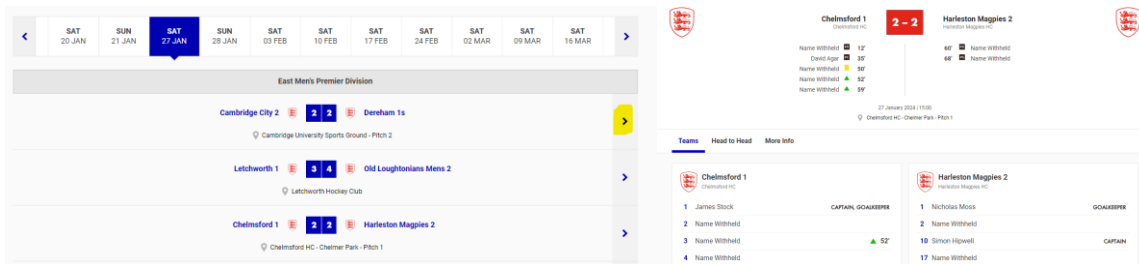 SAT SUN SAT SUN SAT SAT SAT SAT SAT SAT SAT
20 JAN 21 JAN 27 JAN 28 JAN 03 FEB 10 FEB 17 FEB 24 FEB 02 MAR 09 MAR 16 MAR
East Men's Premier Division
Cambridge City 2 2 2 Dereham 1s
Cambridge University Sports Ground - Pitch 2
Letchworth 1 3 4 Old Loughtonians Mens 2
Letchworth Hockey Club
Chelmsford 1 2 2 Harleston Magpies 2
Chelmsford HC - Chelmer Park - Pitch 1
Chelmsford 1 2 - 2 Harleston Magpies 2
Chelmsford HC Harleston Magpies HC
Name Withheld 12' 60' Name Withheld
David Agar 35' 68' Name Withheld
Name Withheld 50'
Name Withheld 52'
Name Withheld 59'
27 January 2024 | 15:00
Chelmsford HC - Chelmer Park - Pitch 1
Teams Head to Head More Info
Chelmsford 1
Chelmsford HC
1 James Stock CAPTAIN, GOALKEEPER
2 Name Withheld
3 Name Withheld 52'
4 Name Withheld
Harleston Magpies 2
Harleston Magpies HC
1 Nicholas Moss GOALKEEPER
2 Name Withheld
10 Simon Hipwell CAPTAIN
17 Name Withheld